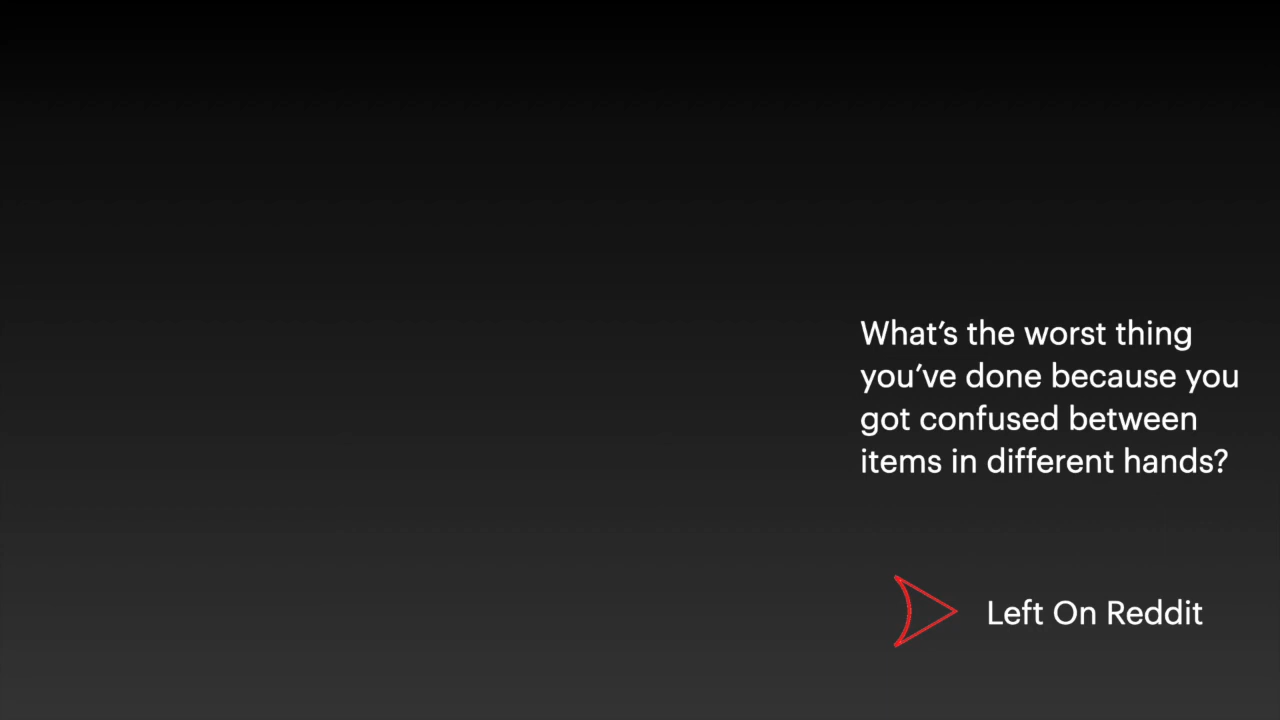 What’s the worst thing
you’ve done because you
got confused between
items in different hands?
Left On Reddit